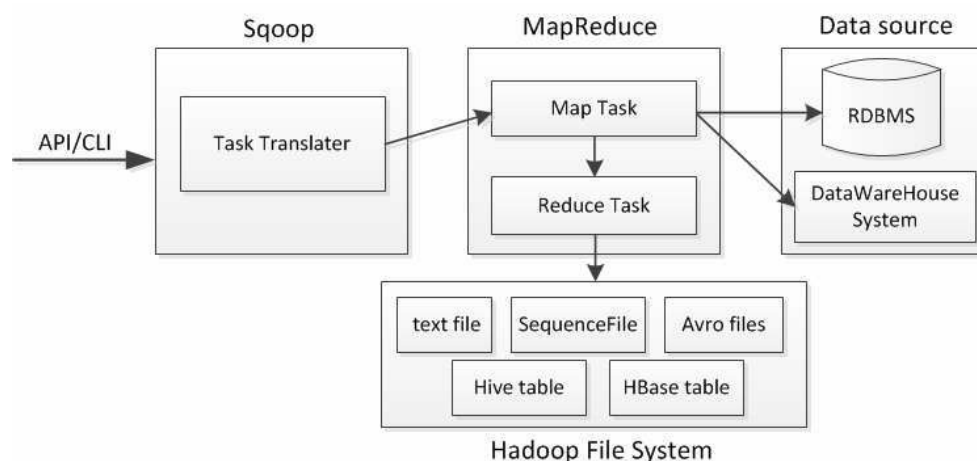 Sqoop
MapReduce
Data source
API/CLI
Task Translater
Map Task
Reduce Task
RDBMS
DataWareHouse
System
text file
SequenceFile
Avro files
Hive table
HBase table
Hadoop File System